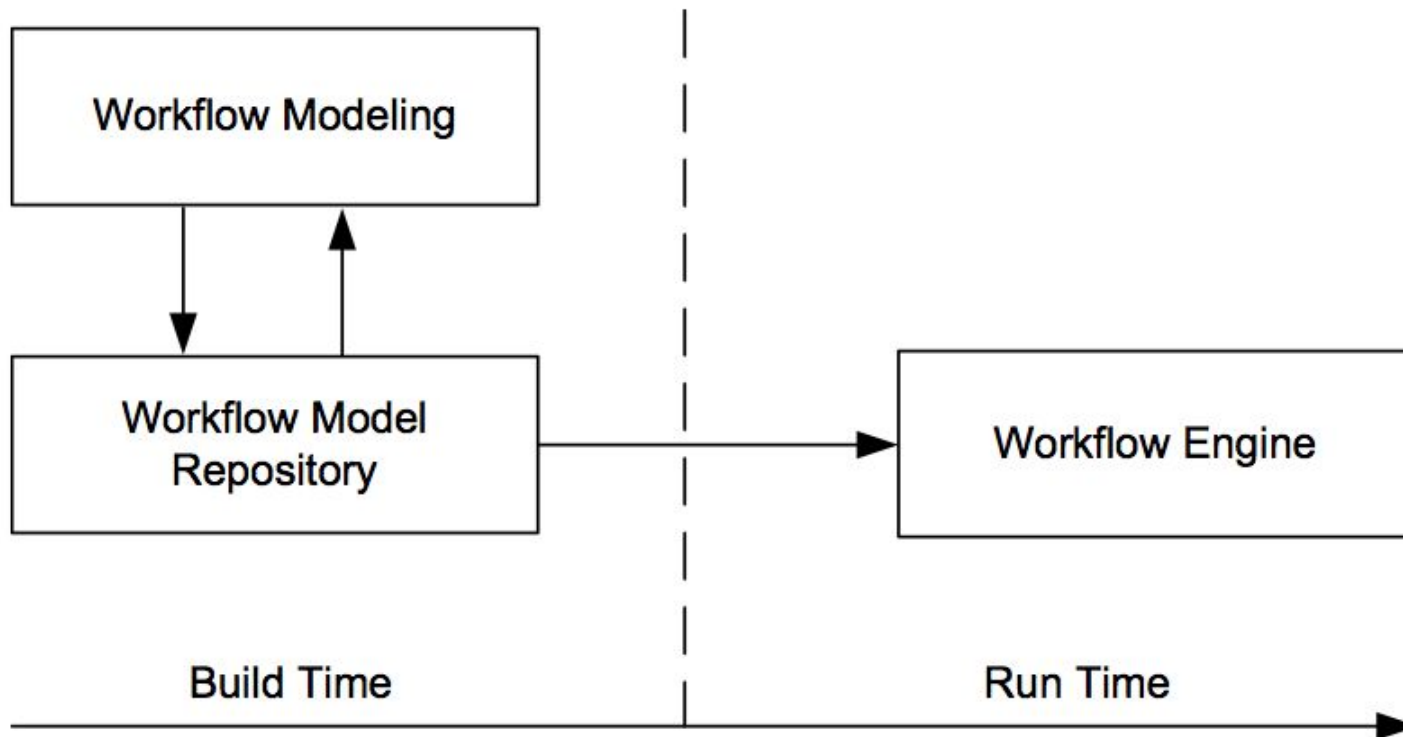 Workflow Modeling
Workflow Model
Repository
Workflow Engine
Build Time
Run Time